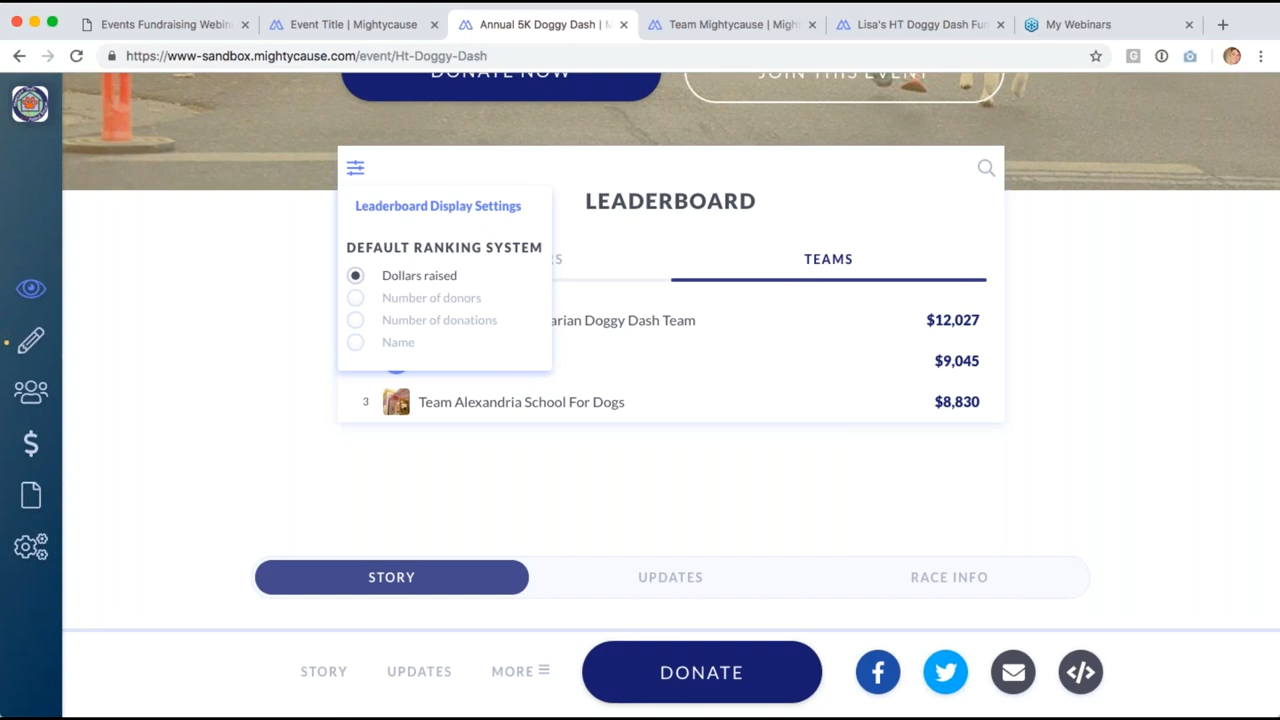 Events Fundraising Webin
Event Title | Mightycause
Annual 5K Doggy Dash | M
Team Mightycause | Migh
Lisa's HT Doggy Dash Fun
My Webinars
https://www-sandbox.mightycause.com/event/Ht-Doggy-Dash
DONATE NOW
JOIN THIS EVENT
Leaderboard Display Settings
LEADERBOARD
DEFAULT RANKING SYSTEM
RS
TEAMS
Dollars raised
Number of donors
Number of donations
Name
arian Doggy Dash Team
$12,027
$9,045
3
Team Alexandria School For Dogs
$8,830
STORY
UPDATES
RACE INFO
STORY
UPDATES
MORE
DONATE